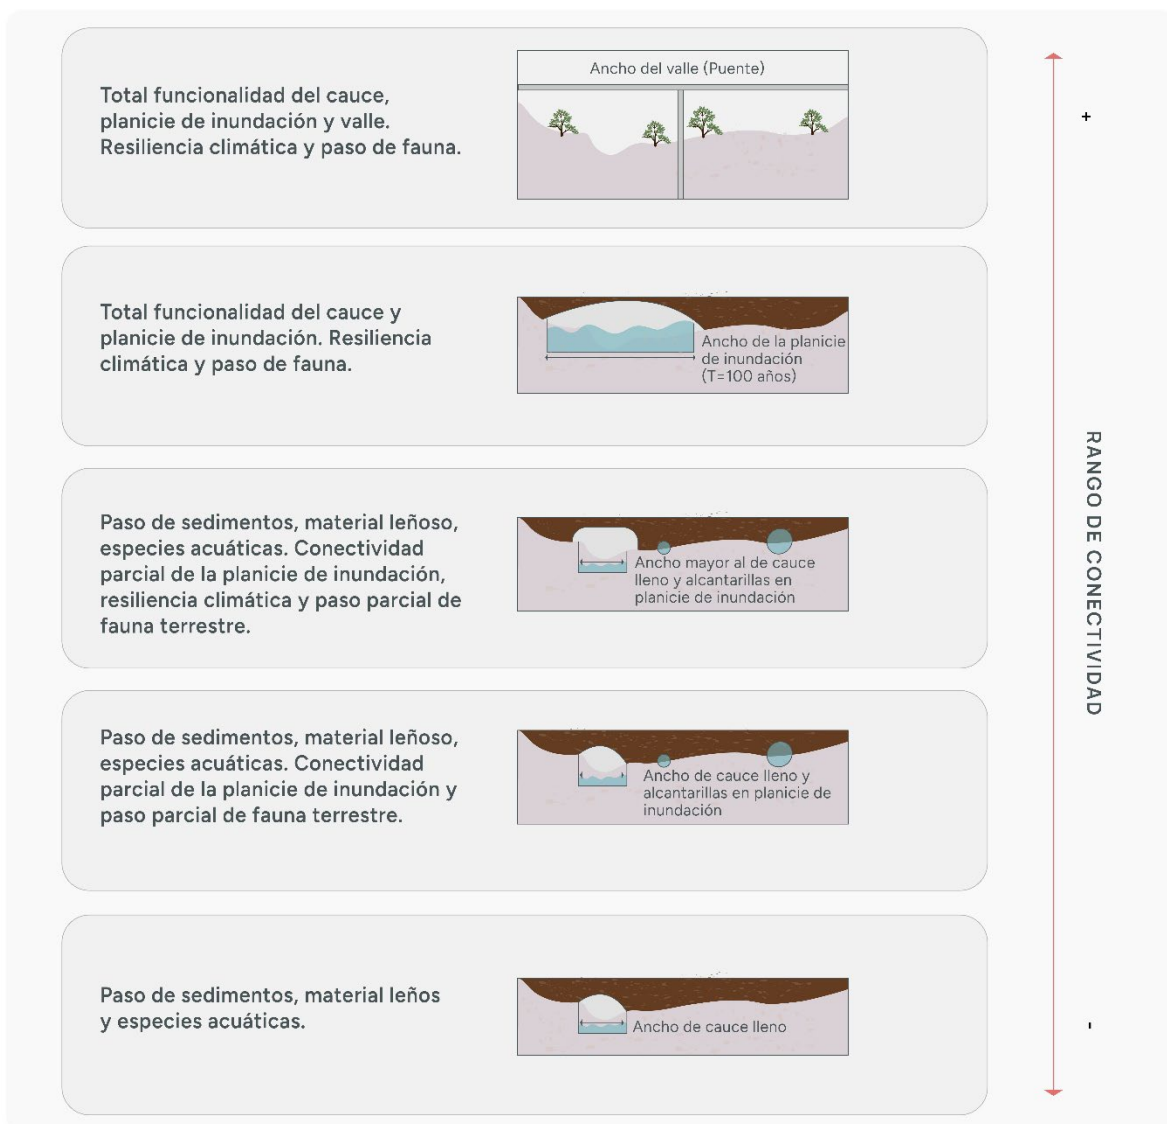 Total funcionalidad del cauce,
planicie de inundación y valle.
Resiliencia climática y paso de fauna.
Ancho del valle (Puente)
+
Total funcionalidad del cauce y
planicie de inundación. Resiliencia
climática y paso de fauna.
Ancho de la planicie
de inundación
(T=100 años)
Paso de sedimentos, material leñoso,
especies acuáticas. Conectividad
parcial de la planicie de inundación,
resiliencia climática y paso parcial de
fauna terrestre.
Ancho mayor al de cauce
lleno y alcantarillas en
planicie de inundación
RANGO DE CONECTIVIDAD
Paso de sedimentos, material leñoso,
especies acuáticas. Conectividad
parcial de la planicie de inundación y
paso parcial de fauna terrestre.
Ancho de cauce lleno y
alcantarillas en planicie de
inundación
Paso de sedimentos, material leños
y especies acuáticas.
Ancho de cauce lleno
-